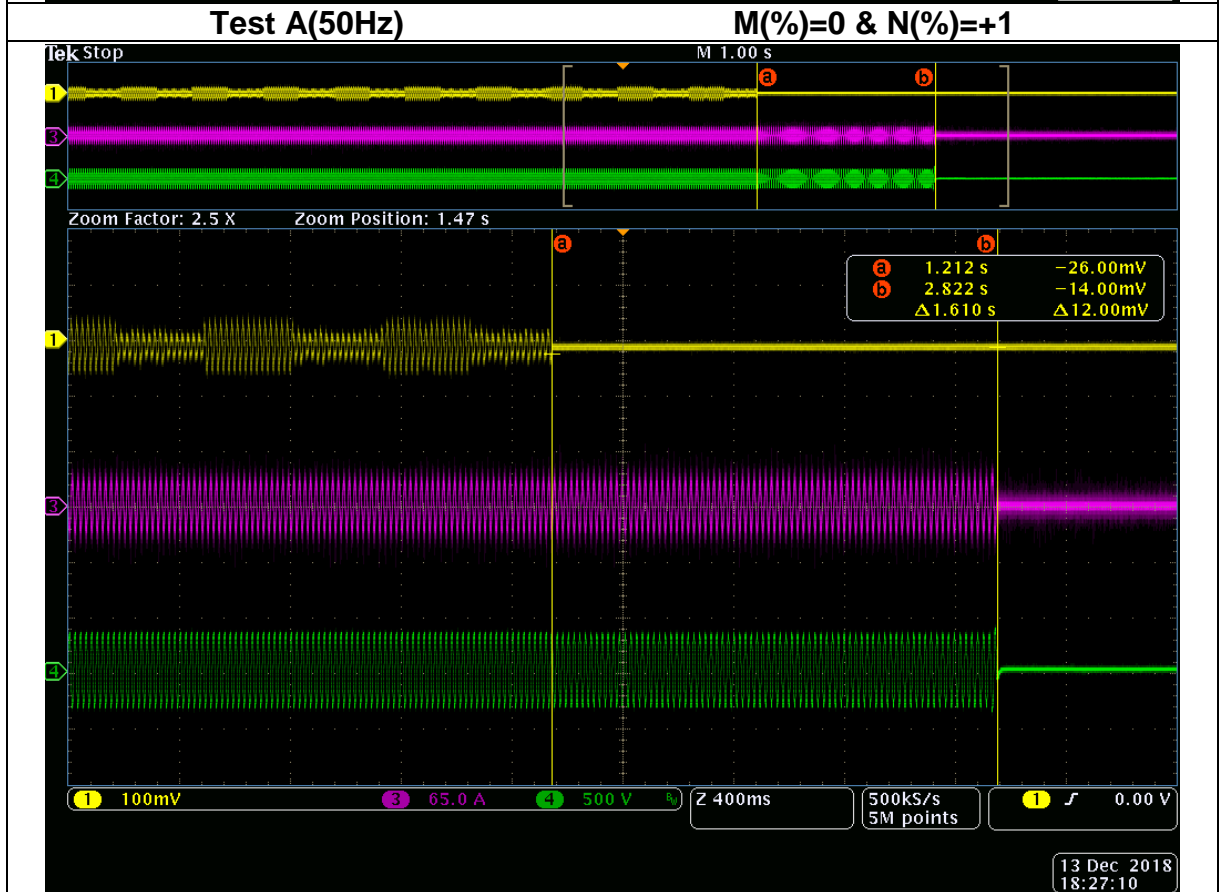 Test A(50Hz) M(%)=0 & N(%)=+1
Tek Stop M 1.00 s
a b
1
3
4
Zoom Factor: 2.5 X Zoom Position: 1.47 s
a b
a 1.212 s −26.00mV
b 2.822 s −14.00mV
Δ1.610 s Δ12.00mV
1
3
4
1 100mV 3 65.0 A 4 500 V BW Z 400ms 500kS/s 1 0.00 V
5M points
13 Dec 2018
18:27:10